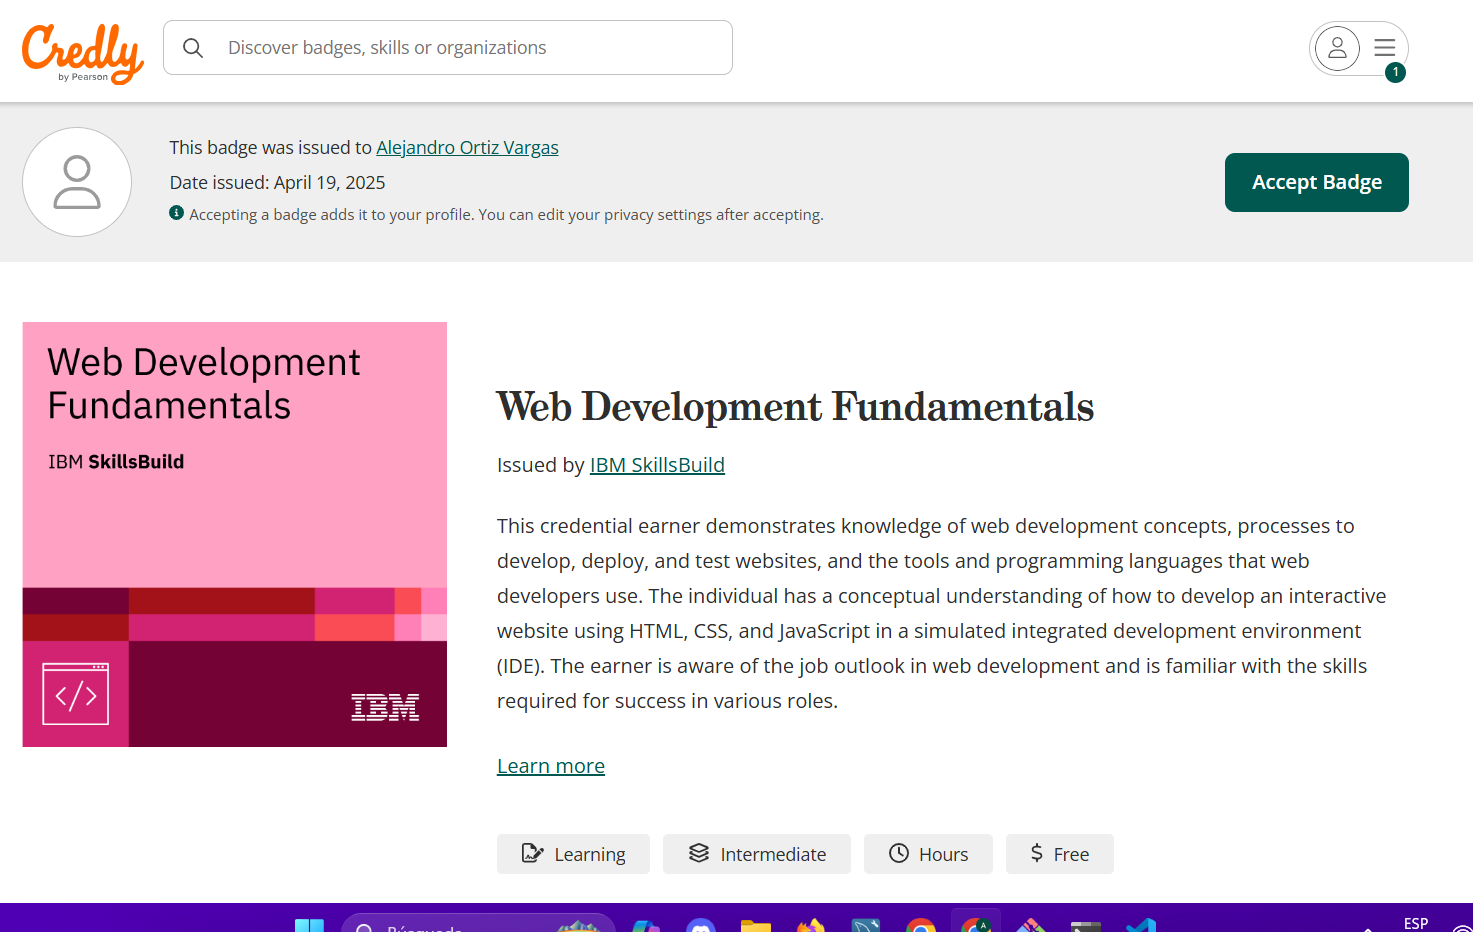 Credly
by Pearson
Discover badges, skills or organizations
1
This badge was issued to Alejandro Ortiz Vargas
Date issued: April 19, 2025
Accepting a badge adds it to your profile. You can edit your privacy settings after accepting.
Accept Badge
Web Development
Fundamentals
IBM SkillsBuild
</>
IBM
Web Development Fundamentals
Issued by IBM SkillsBuild
This credential earner demonstrates knowledge of web development concepts, processes to
develop, deploy, and test websites, and the tools and programming languages that web
developers use. The individual has a conceptual understanding of how to develop an interactive
website using HTML, CSS, and JavaScript in a simulated integrated development environment
(IDE). The earner is aware of the job outlook in web development and is familiar with the skills
required for success in various roles.
Learn more
Learning
Intermediate
Hours
$ Free
Búsqueda
A
ESP